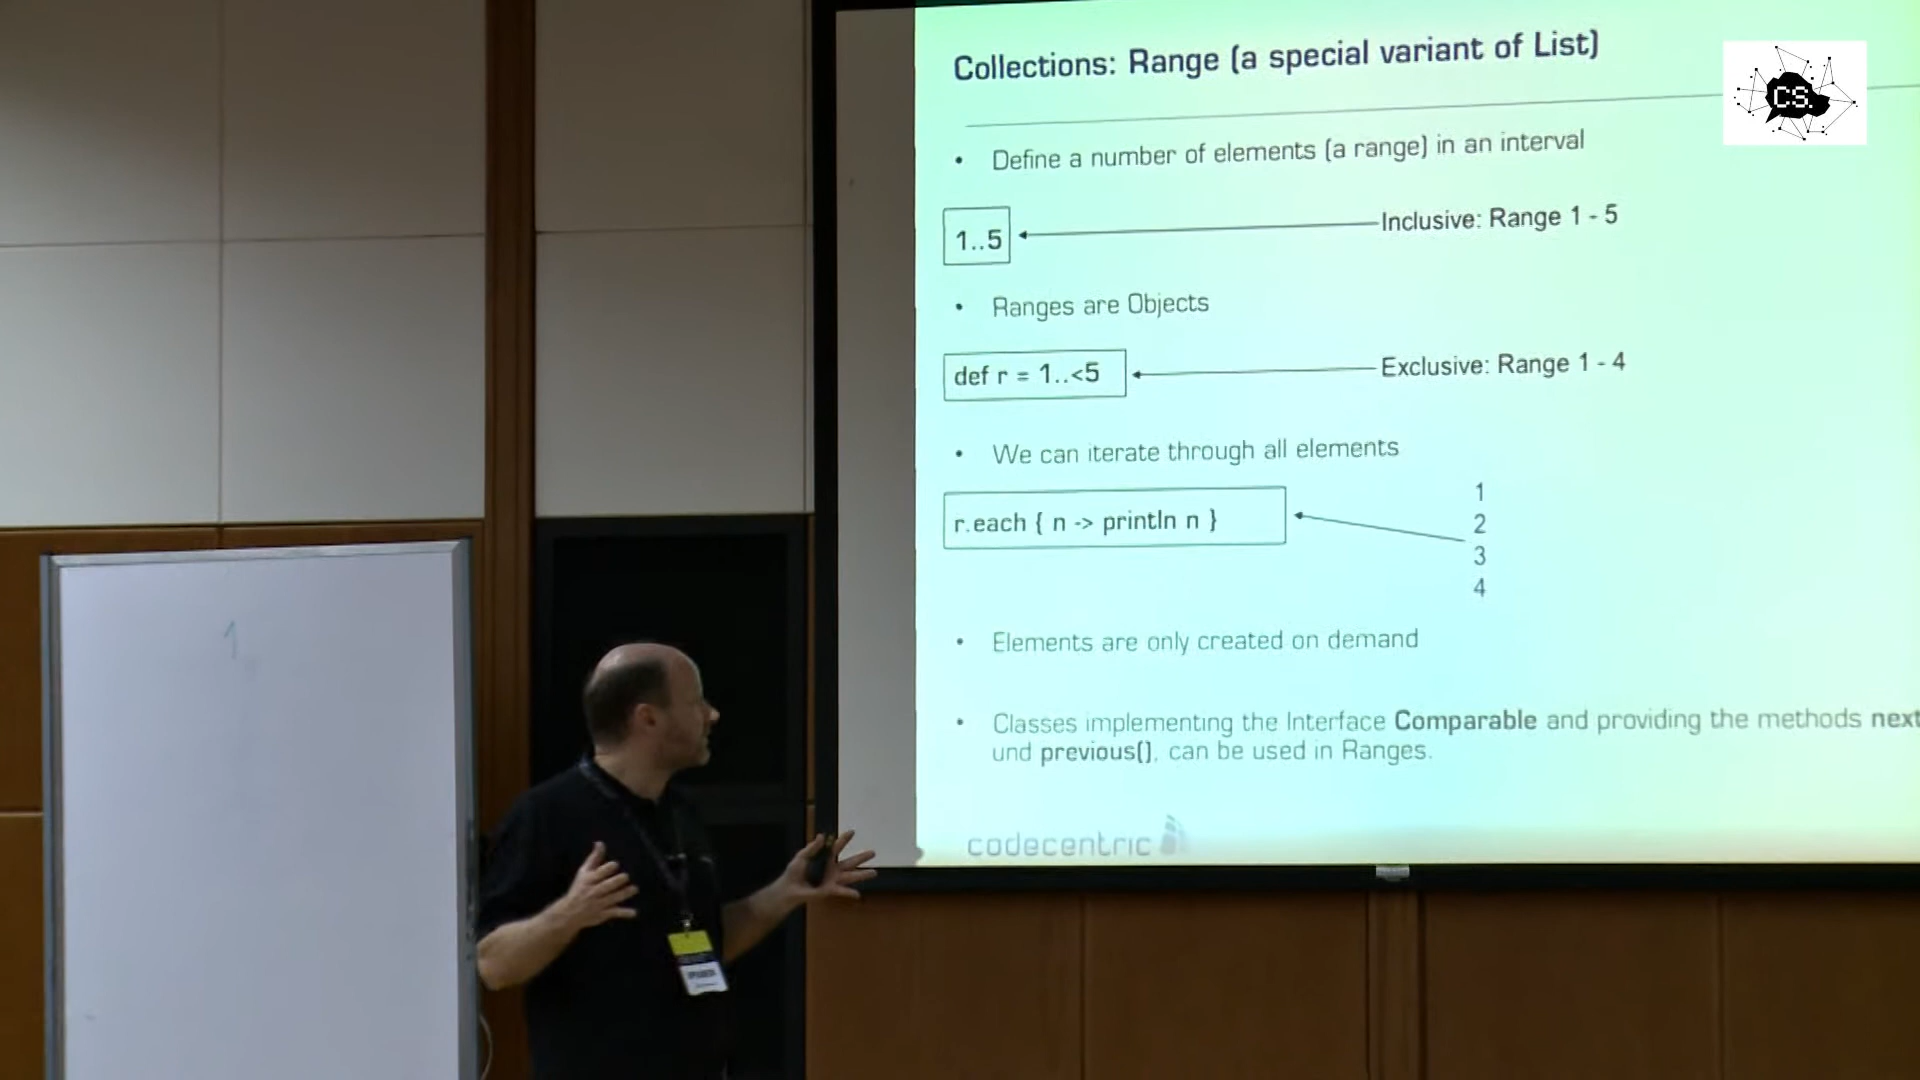 Collections: Range (a special variant of List)
CS.
• Define a number of elements (a range) in an interval
1..5
Inclusive: Range 1 - 5
• Ranges are Objects
def r = 1..<5
Exclusive: Range 1 - 4
• We can iterate through all elements
r.each { n -> println n }
1
2
3
4
• Elements are only created on demand
• Classes implementing the Interface Comparable and providing the methods next
und previous(), can be used in Ranges.
codecentric
1
SPEAKER